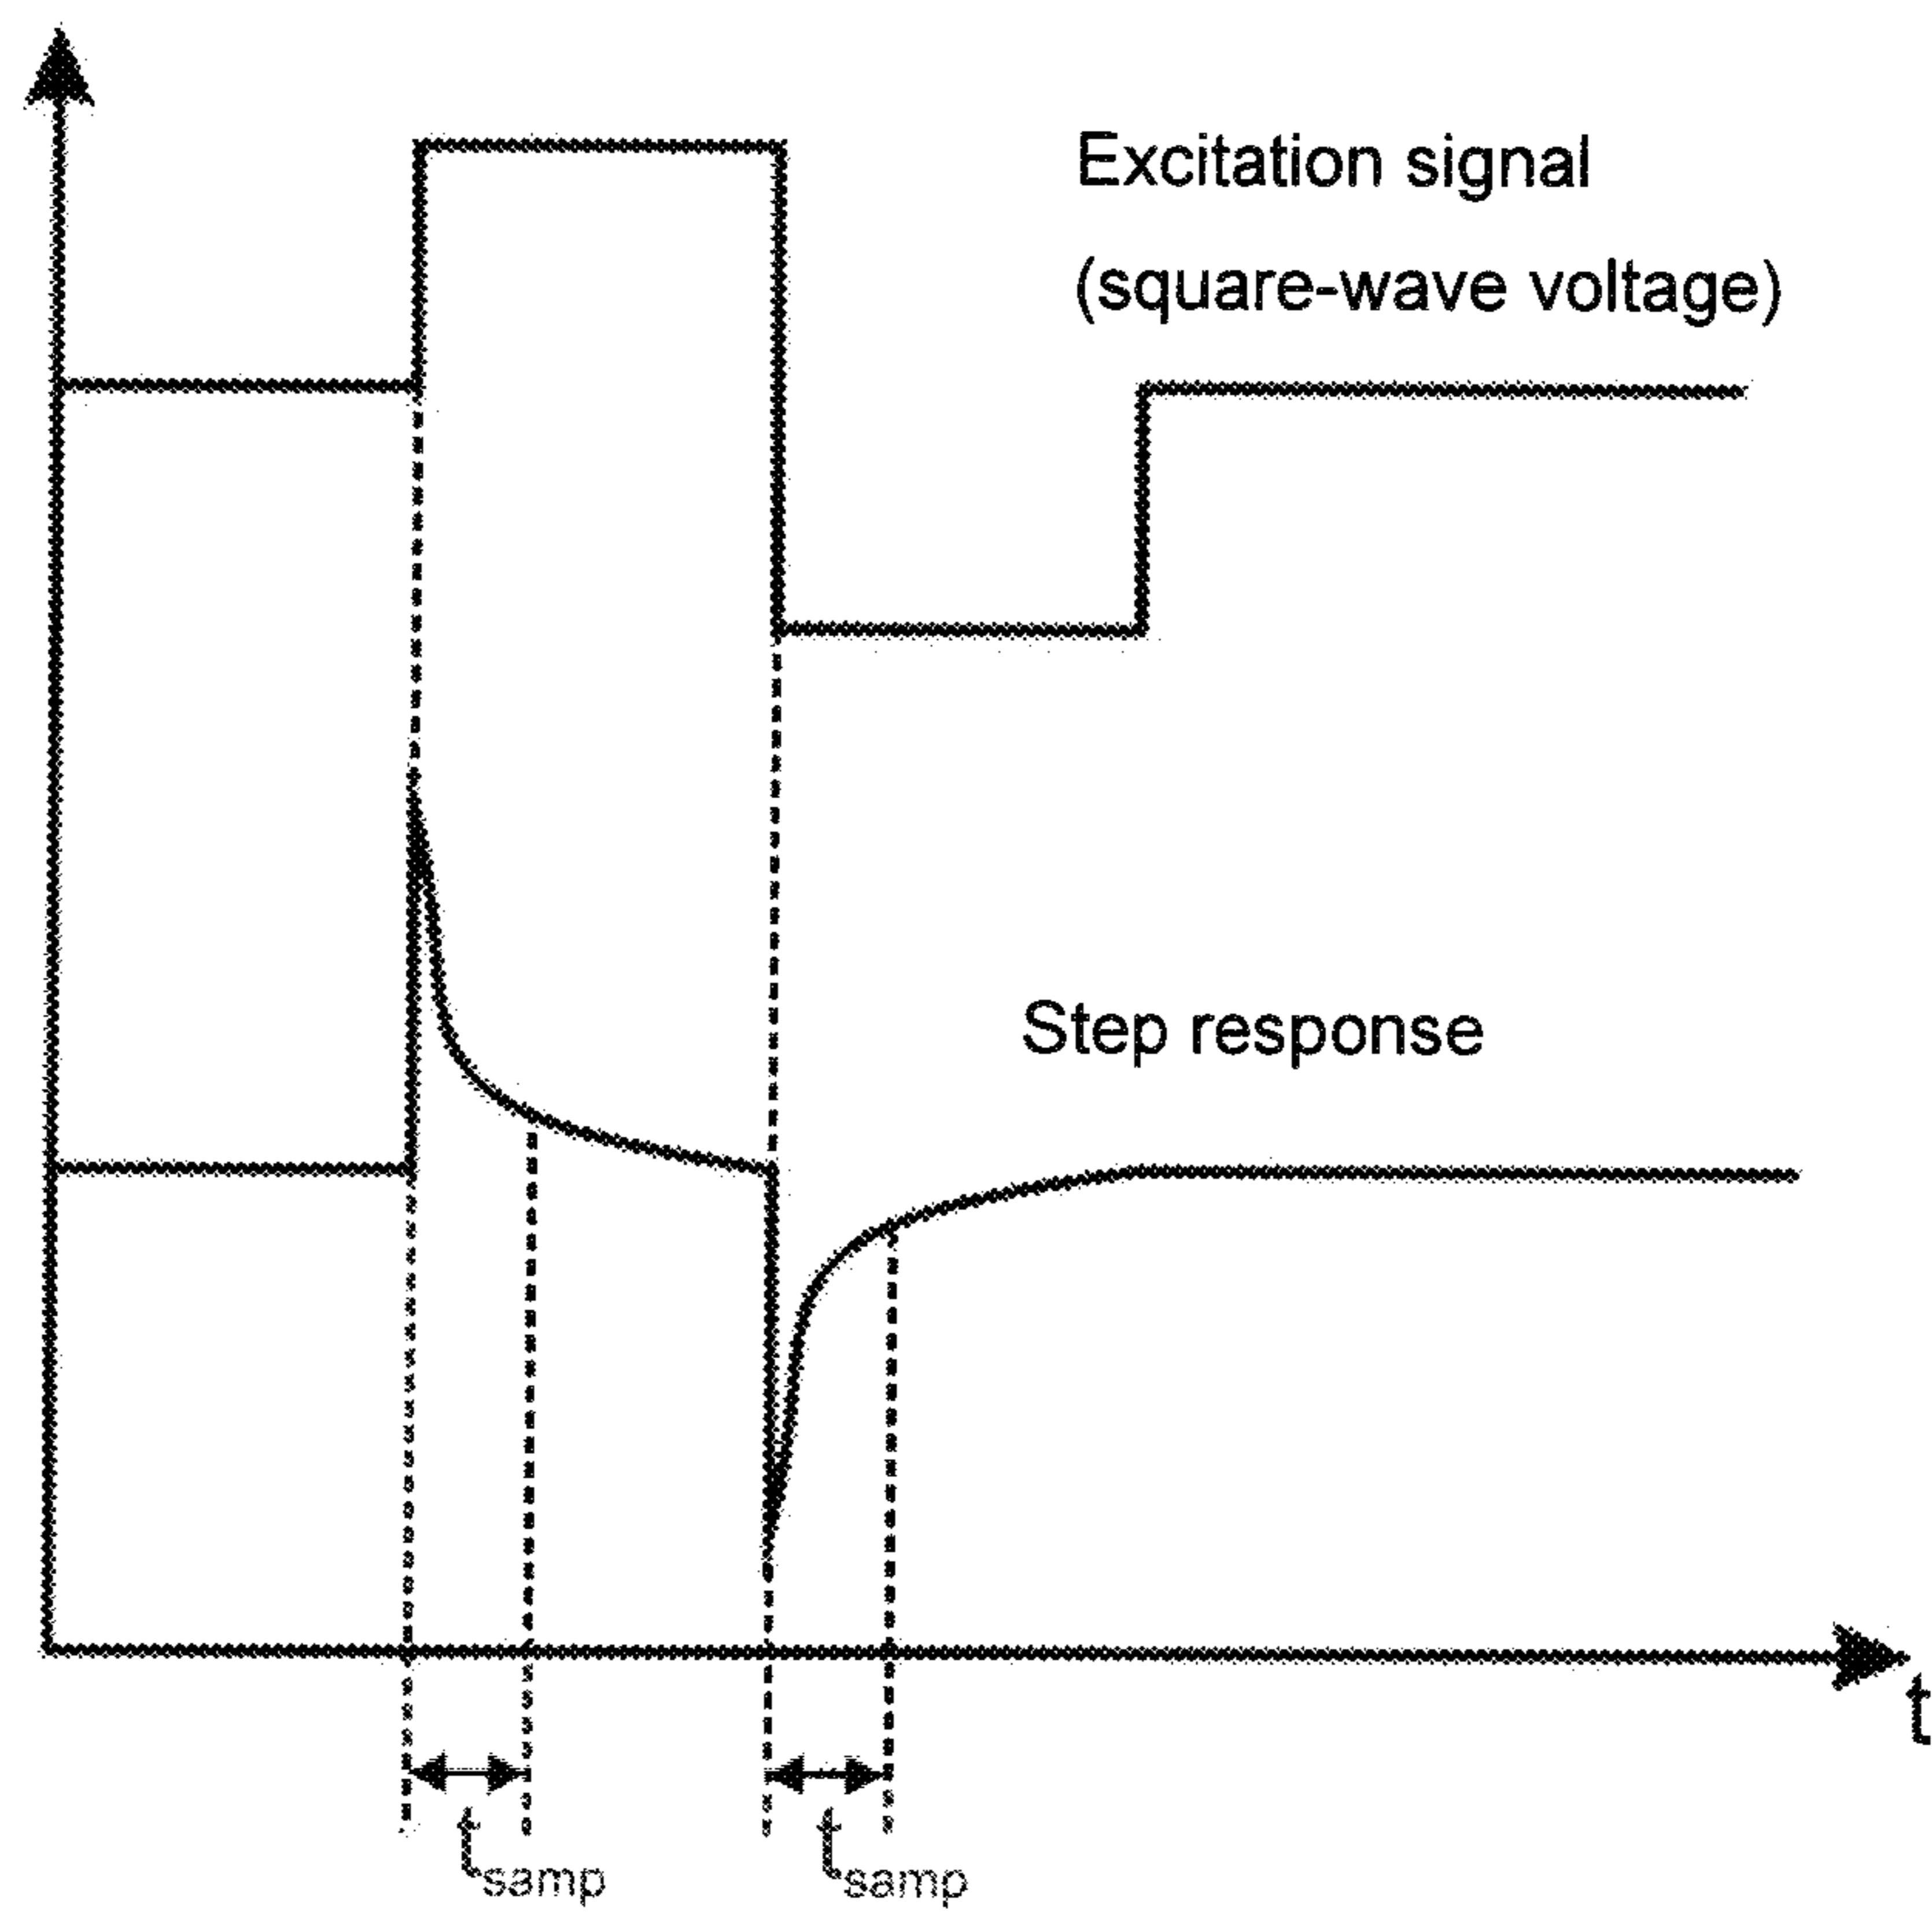 Excitation signal
(square-wave voltage)
Step response
t
tsamp
tsamp